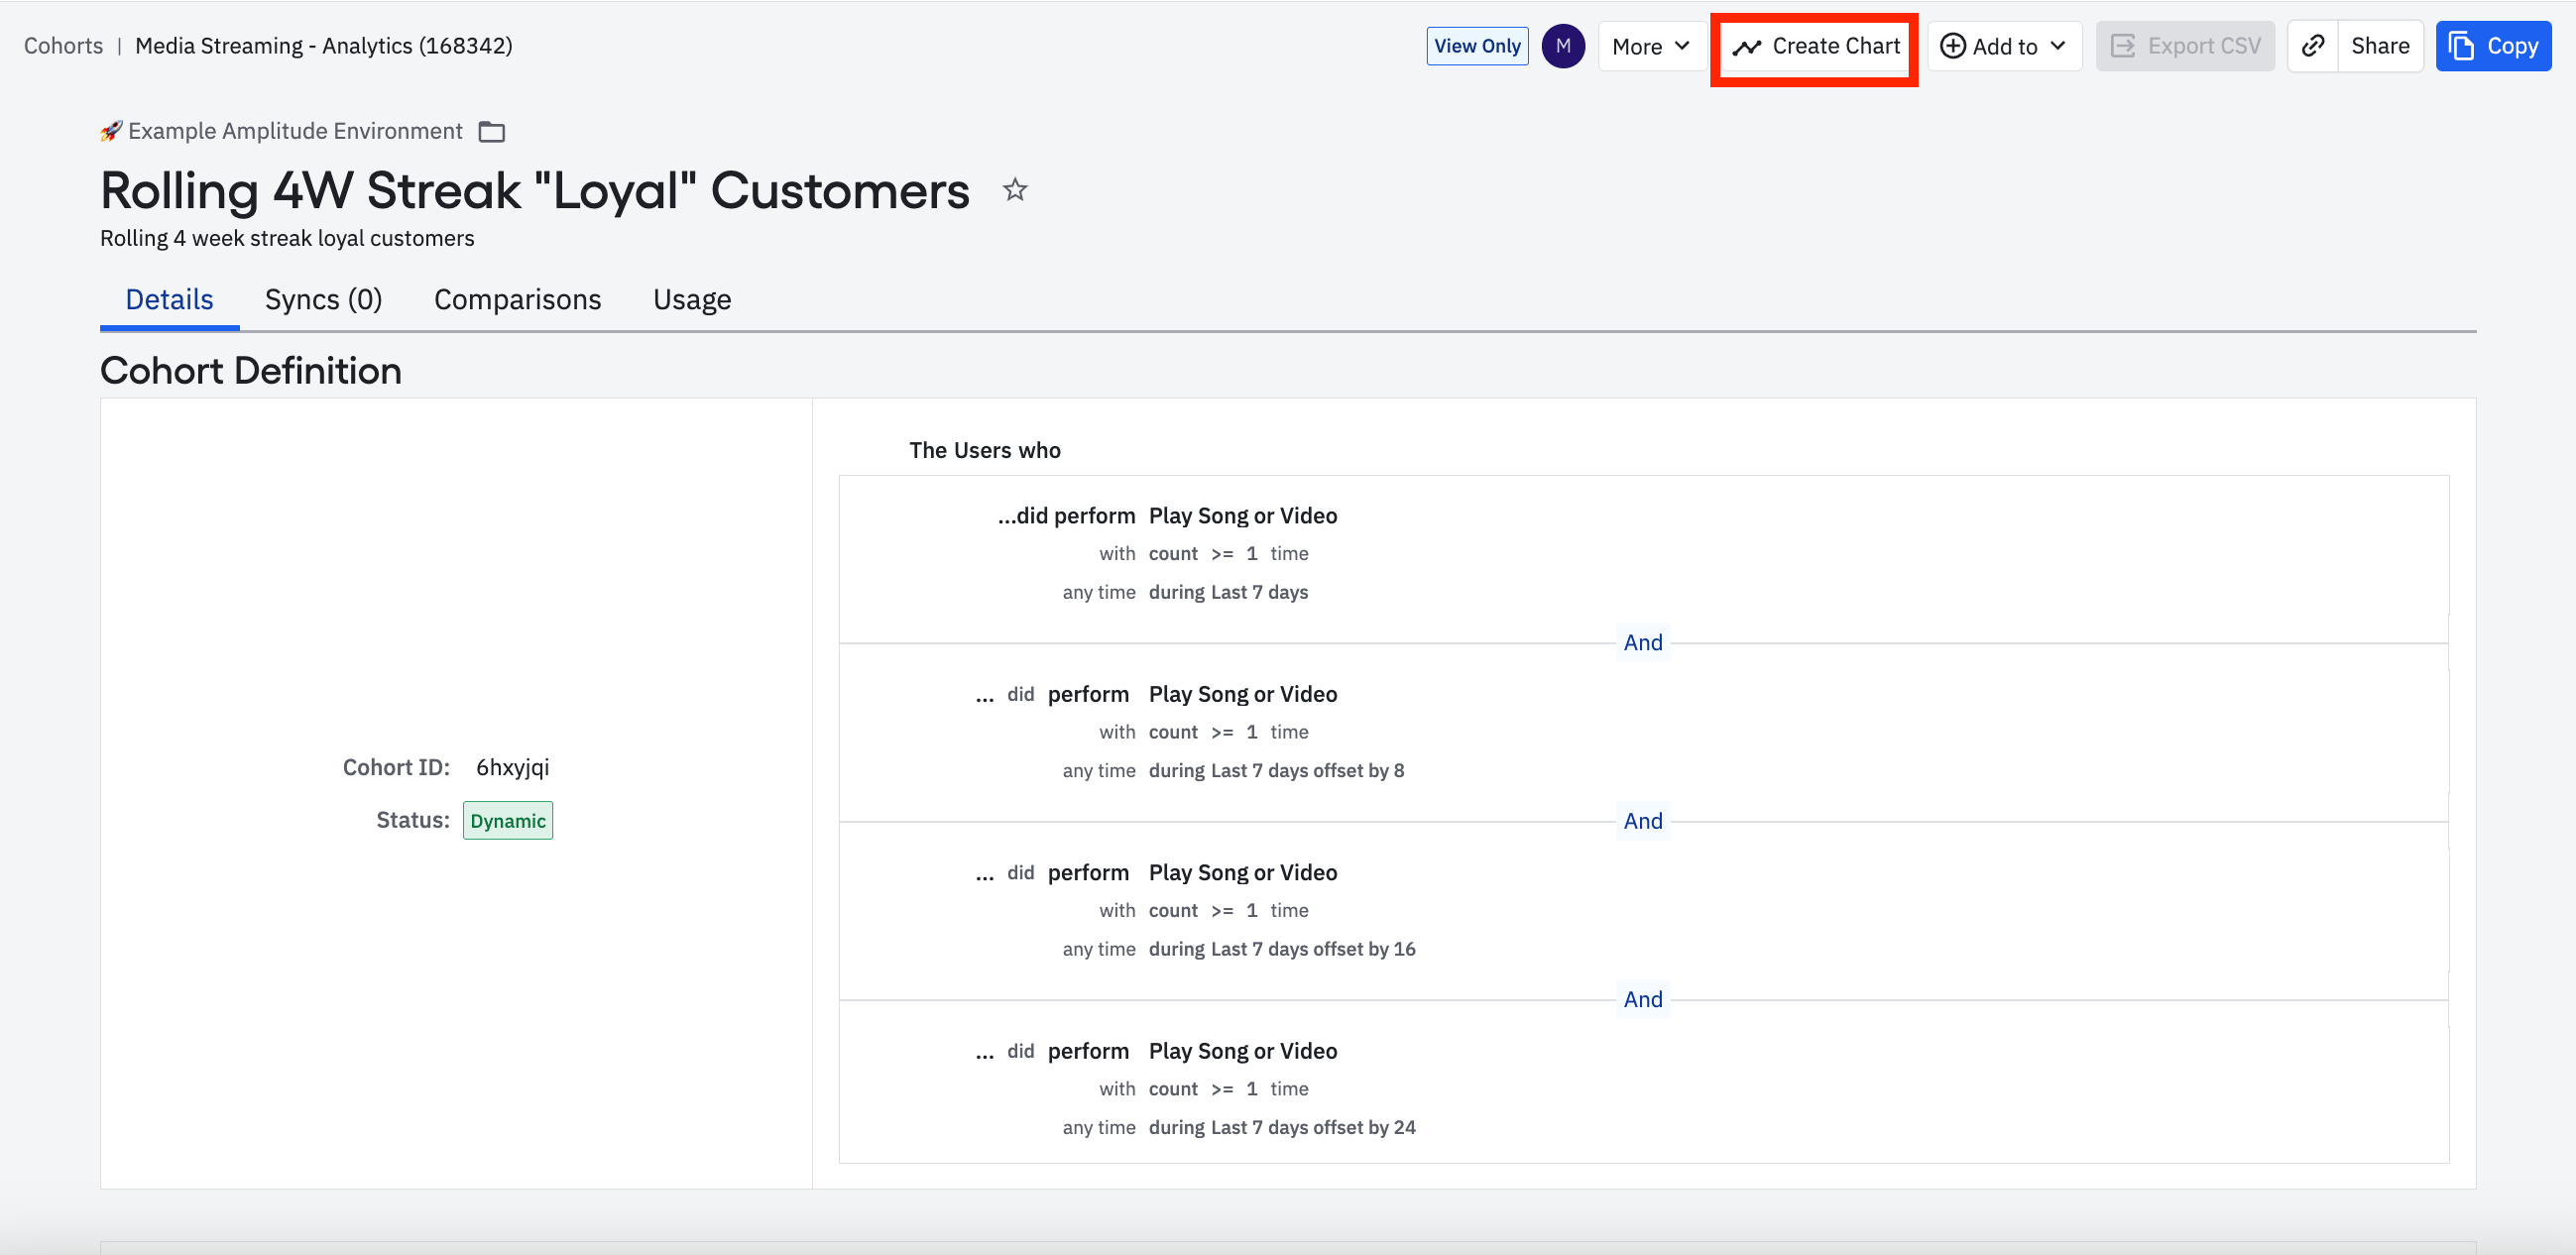 Cohorts | Media Streaming - Analytics (168342)
View Only M More Create Chart Add to Export CSV Share Copy
🚀 Example Amplitude Environment
Rolling 4W Streak "Loyal" Customers
Rolling 4 week streak loyal customers
Details Syncs (0) Comparisons Usage
Cohort Definition
Cohort ID: 6hxyjqi
Status: Dynamic
The Users who
...did perform Play Song or Video
with count >= 1 time
any time during Last 7 days
And
... did perform Play Song or Video
with count >= 1 time
any time during Last 7 days offset by 8
And
... did perform Play Song or Video
with count >= 1 time
any time during Last 7 days offset by 16
And
... did perform Play Song or Video
with count >= 1 time
any time during Last 7 days offset by 24